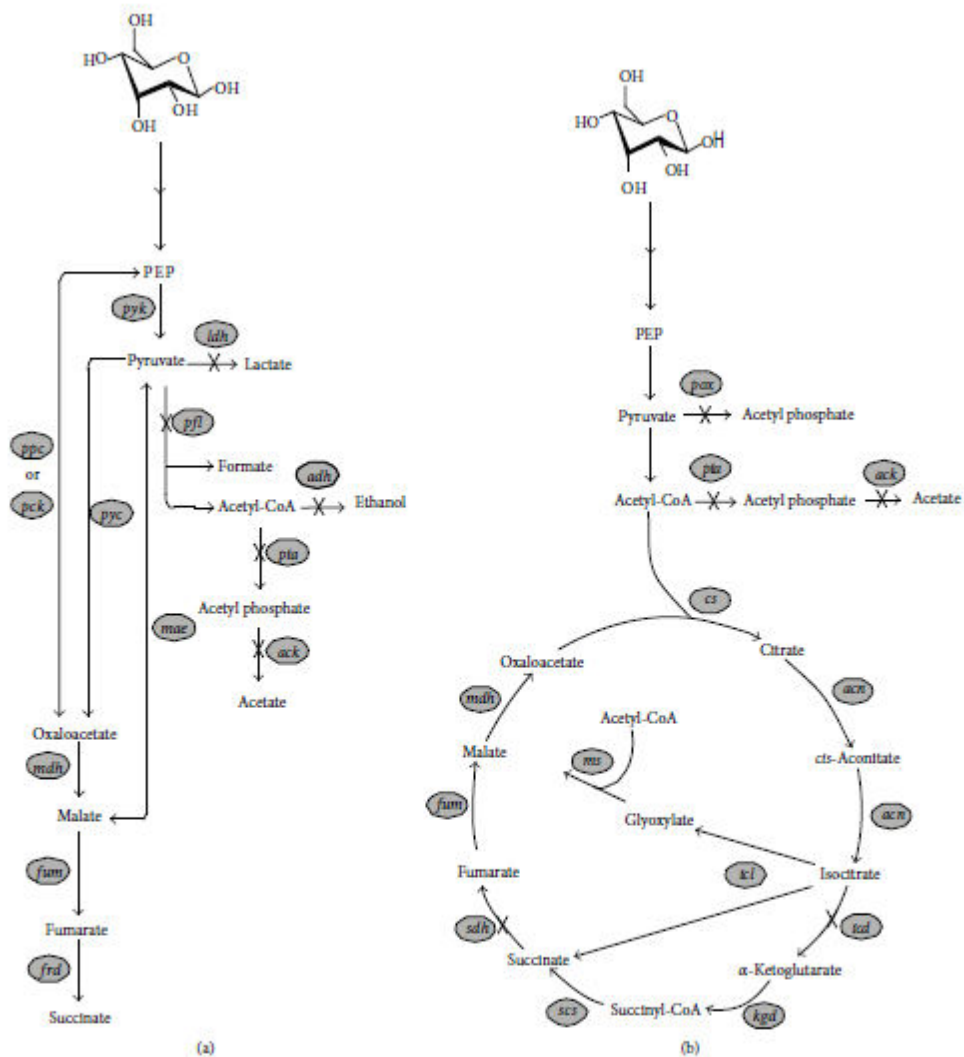 OH
HO
O
OH
OH
OH
PEP
pyk
ldh
Pyruvate
Lactate
pfl
ppc
or
pck
Formate
adh
Acetyl-CoA
Ethanol
pyc
pta
Acetyl phosphate
mae
ack
Acetate
Oxaloacetate
mdh
Malate
fum
Fumarate
frd
Succinate
(a)
OH
HO
O
OH
OH
OH
PEP
pox
Pyruvate
Acetyl phosphate
pta
ack
Acetyl-CoA
Acetyl phosphate
Acetate
cs
Citrate
Oxaloacetate
acn
mdh
Acetyl-CoA
Malate
cis-Aconitate
ms
fum
Glyoxylate
acn
Fumarate
icl
Isocitrate
sdh
icd
Succinate
α-Ketoglutarate
scs
Succinyl-CoA
kgd
(b)